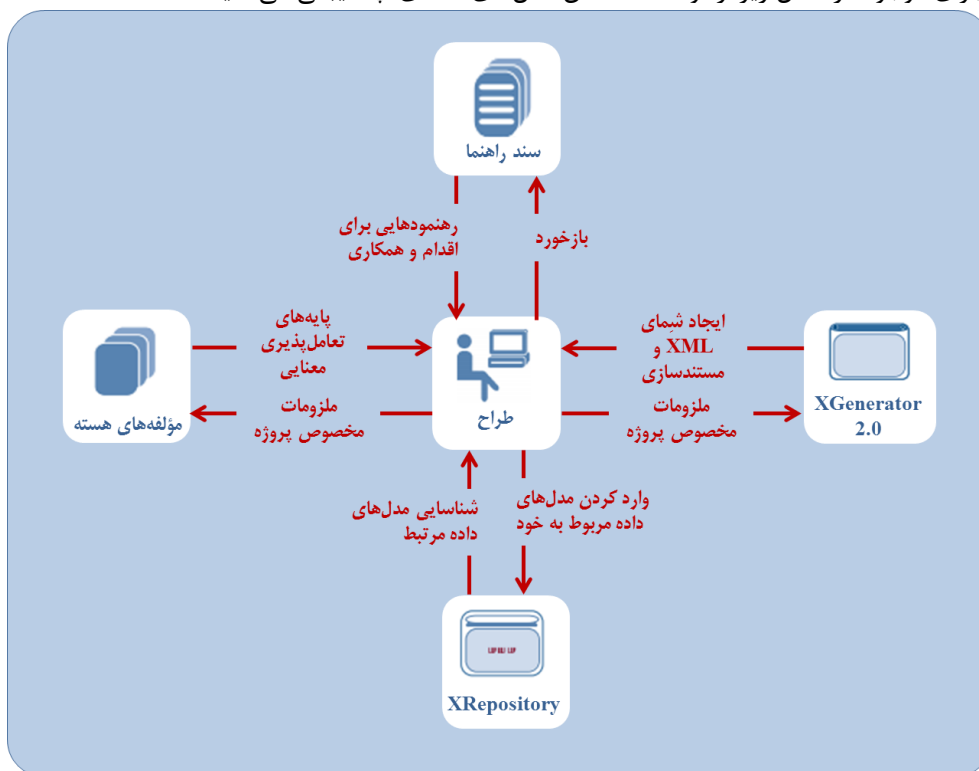 سند راهنما
رهنمودهایی برای
اقدام و همکاری
بازخورد
پایه‌های
تعامل‌پذیری
معنایی
ایجاد شِمای
XML و
مستندسازی
مؤلفه‌های هسته
ملزومات
مخصوص پروژه
طراح
ملزومات
مخصوص پروژه
XGenerator
2.0
شناسایی مدل‌های
داده مرتبط
وارد کردن مدل‌های
داده مربوط به خود
XRepository